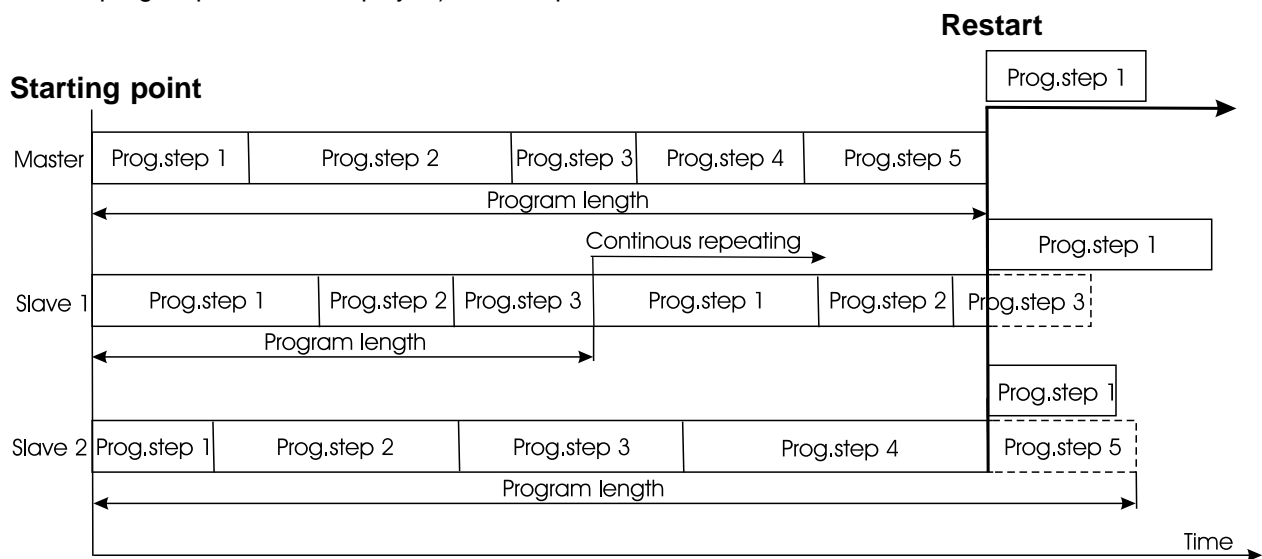 Restart
Prog.step 1
Starting point
Master Prog.step 1 Prog.step 2 Prog.step 3 Prog.step 4 Prog.step 5
Program length
Continous repeating
Prog.step 1
Slave 1 Prog.step 1 Prog.step 2 Prog.step 3 Prog.step 1 Prog.step 2 Prog.step 3
Program length
Prog.step 1
Slave 2 Prog.step 1 Prog.step 2 Prog.step 3 Prog.step 4 Prog.step 5
Program length
Time